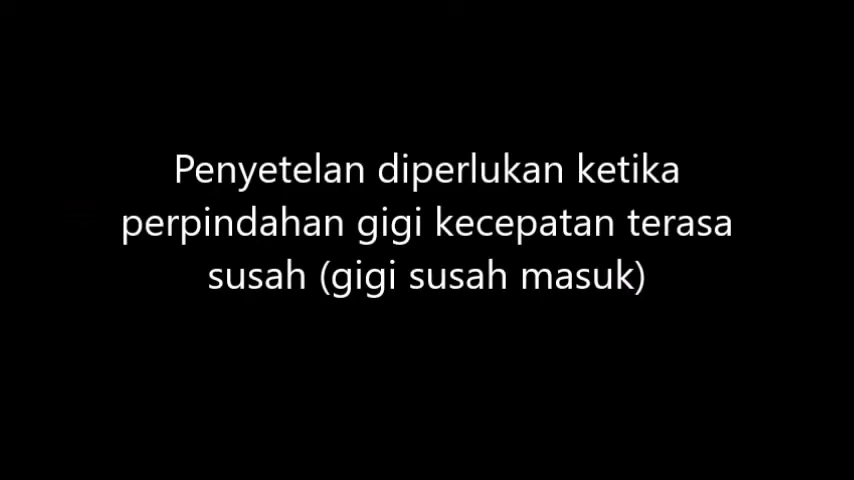 Penyetelan diperlukan ketika
perpindahan gigi kecepatan terasa
susah (gigi susah masuk)